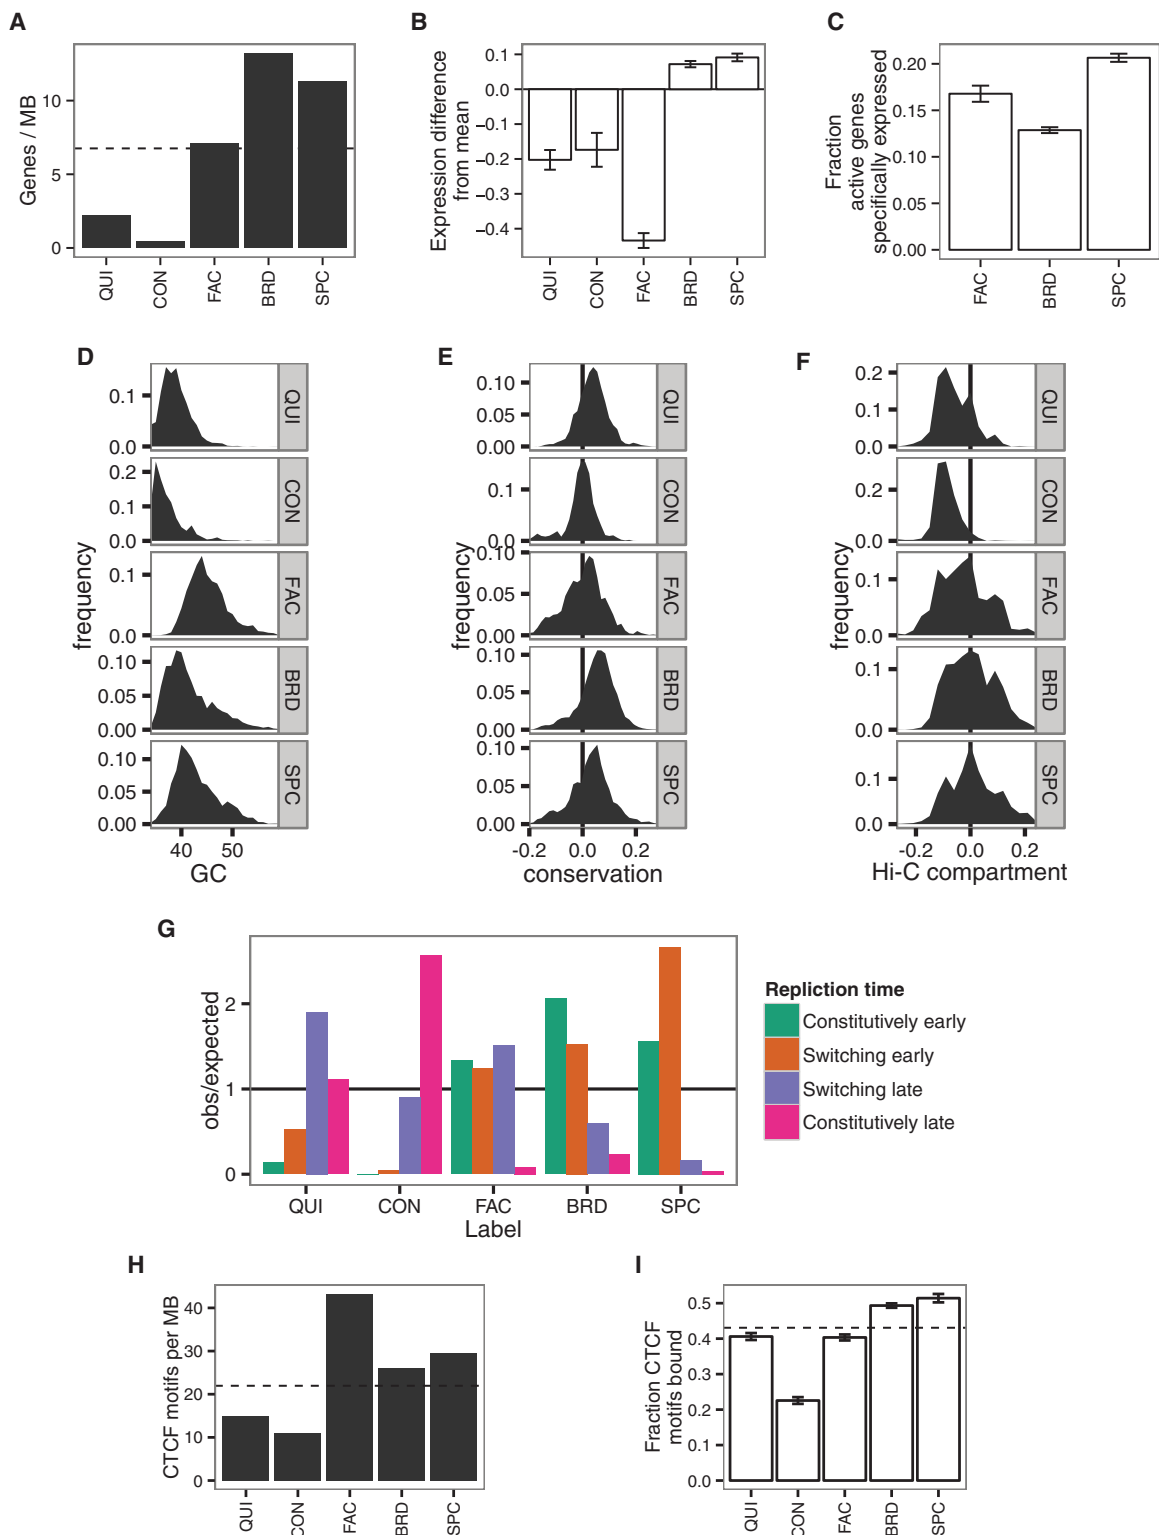 A
Genes / MB
10
5
0
QUI
CON
FAC
BRD
SPC
B
Expression difference
from mean
0.1
0.0
−0.1
−0.2
−0.3
−0.4
QUI
CON
FAC
BRD
SPC
C
Fraction
active genes
specifically expressed
0.20
0.15
0.10
0.05
0.00
FAC
BRD
SPC
D
frequency
0.1
0.0
QUI
0.2
0.1
0.0
CON
0.1
0.0
FAC
0.10
0.05
0.00
BRD
0.10
0.05
0.00
SPC
40 50
GC
E
frequency
0.10
0.05
0.00
QUI
0.1
0.0
CON
0.10
0.05
0.00
FAC
0.10
0.05
0.00
BRD
0.10
0.05
0.00
SPC
-0.2 0.0 0.2
conservation
F
frequency
0.2
0.1
0.0
QUI
0.2
0.0
CON
0.1
0.0
FAC
0.1
0.0
BRD
0.1
0.0
SPC
-0.2 0.0 0.2
Hi-C compartment
G
obs/expected
2
1
0
QUI CON FAC BRD SPC
Label
Repliction time
Constitutively early
Switching early
Switching late
Constitutively late
H
CTCF motifs per MB
40
30
20
10
0
QUI
CON
FAC
BRD
SPC
I
Fraction CTCF
motifs bound
0.5
0.4
0.3
0.2
0.1
0.0
QUI
CON
FAC
BRD
SPC